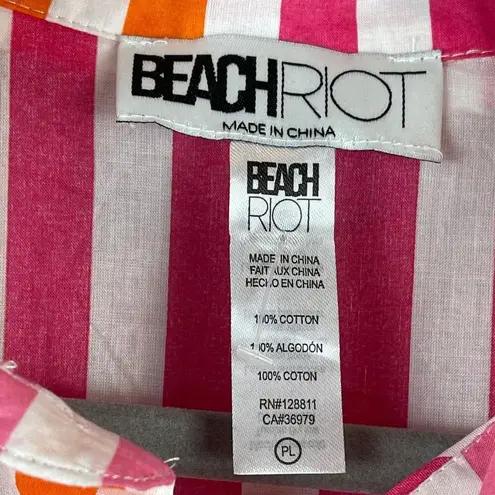 BEACHRIOT
MADE IN CHINA
BEACH
RIOT
MADE IN CHINA
FAIT AUX CHINA
HECHO EN CHINA
100% COTTON
100% ALGODÓN
100% COTON
RN#128811
CA#36979
PL